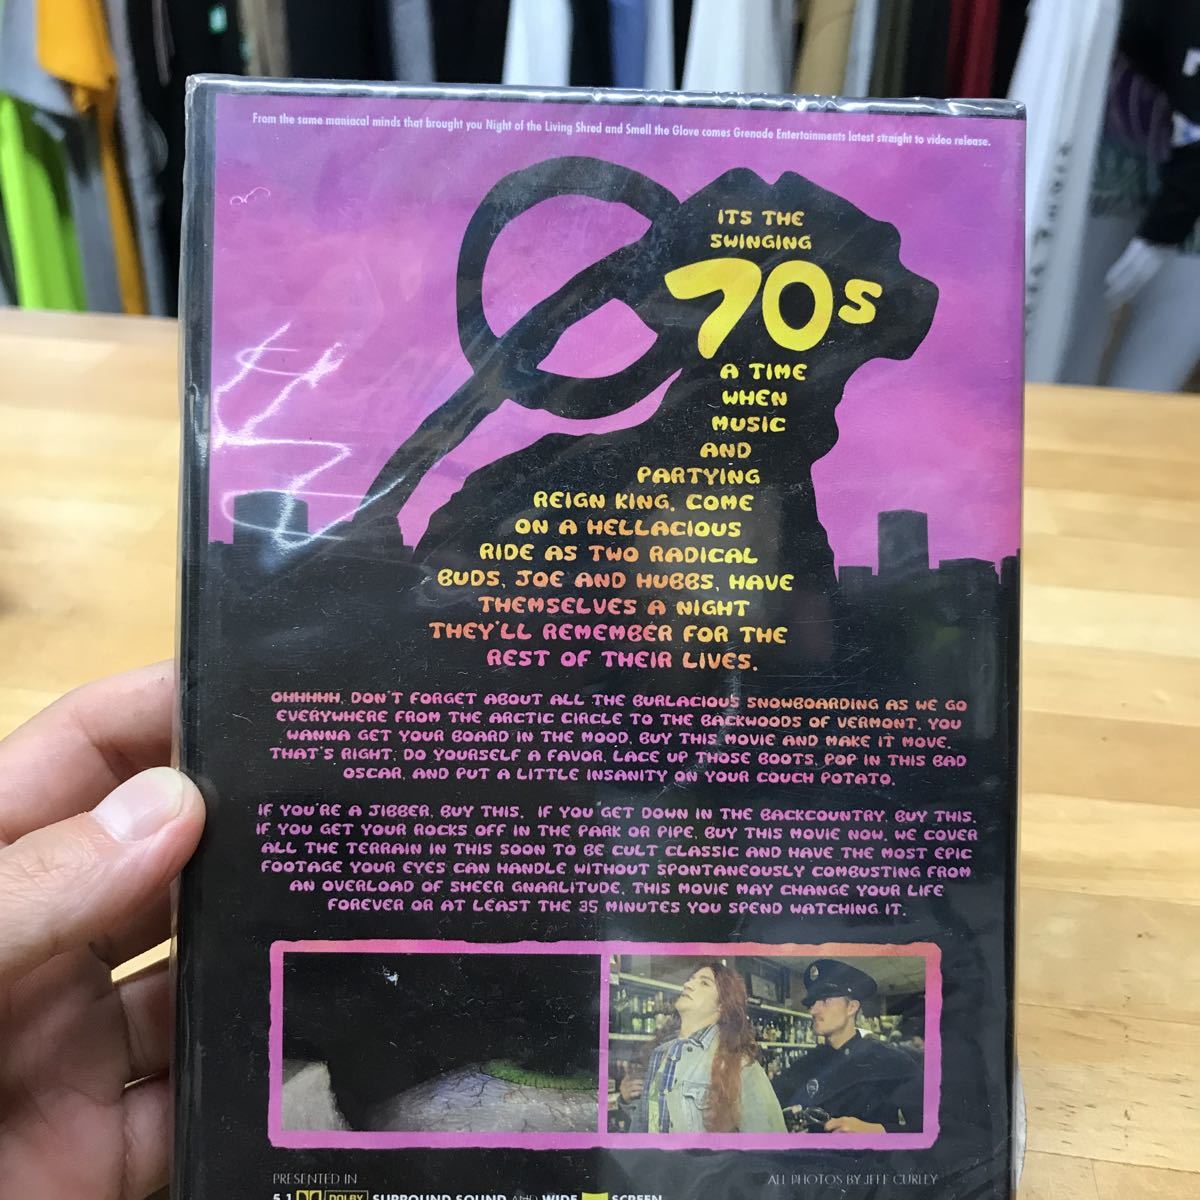 From the same maniacal minds that brought you Night of the Living Shred and Smell the Glove comes Grenade Entertainments latest straight to video release.
ITS THE
SWINGING
70s
A TIME
WHEN
MUSIC
AND
PARTYING
REIGN KING. COME
ON A HELLACIOUS
RIDE AS TWO RADICAL
BUDS, JOE AND HUBBS, HAVE
THEMSELVES A NIGHT
THEY'LL REMEMBER FOR THE
REST OF THEIR LIVES.
OHHHHH, DON'T FORGET ABOUT ALL THE BURLACIOUS SNOWBOARDING AS WE GO
EVERYWHERE FROM THE ARCTIC CIRCLE TO THE BACKWOODS OF VERMONT. YOU
WANNA GET YOUR BOARD IN THE MOOD, BUY THIS MOVIE AND MAKE IT MOVE.
THAT'S RIGHT, DO YOURSELF A FAVOR, LACE UP THOSE BOOTS, POP IN THIS BAD
OSCAR, AND PUT A LITTLE INSANITY ON YOUR COUCH POTATO.
IF YOU'RE A JIBBER, BUY THIS. IF YOU GET DOWN IN THE BACKCOUNTRY, BUY THIS.
IF YOU GET YOUR ROCKS OFF IN THE PARK OR PIPE, BUY THIS MOVIE NOW. WE COVER
ALL THE TERRAIN IN THIS SOON TO BE CULT CLASSIC AND HAVE THE MOST EPIC
FOOTAGE YOUR EYES CAN HANDLE WITHOUT SPONTANEOUSLY COMBUSTING FROM
AN OVERLOAD OF SHEER GNARLITUDE. THIS MOVIE MAY CHANGE YOUR LIFE
FOREVER OR AT LEAST THE 35 MINUTES YOU SPEND WATCHING IT.
PRESENTED IN
ALL PHOTOS BY JEFF CURLEY
5.1 DOLBY SURROUND SOUND AND WIDE SCREEN